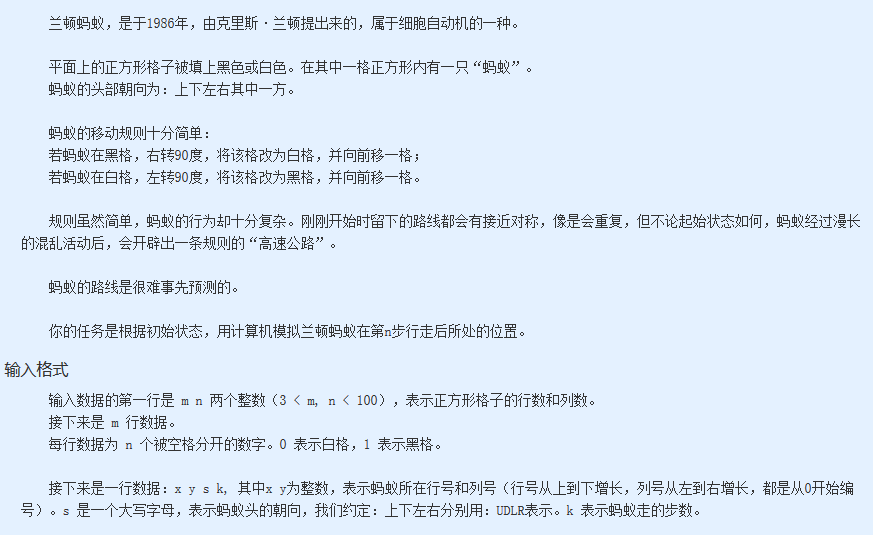 兰顿蚂蚁，是于1986年，由克里斯·兰顿提出来的，属于细胞自动机的一种。
平面上的正方形格子被填上黑色或白色。在其中一格正方形内有一只“蚂蚁”。
蚂蚁的头部朝向为：上下左右其中一方。
蚂蚁的移动规则十分简单：
若蚂蚁在黑格，右转90度，将该格改为白格，并向前移一格；
若蚂蚁在白格，左转90度，将该格改为黑格，并向前移一格。
规则虽然简单，蚂蚁的行为却十分复杂。刚刚开始时留下的路线都会有接近对称，像是会重复，但不论起始状态如何，蚂蚁经过漫长
的混乱活动后，会开辟出一条规则的“高速公路”。
蚂蚁的路线是很难事先预测的。
你的任务是根据初始状态，用计算机模拟兰顿蚂蚁在第n步行走后所处的位置。
输入格式
输入数据的第一行是 m n 两个整数（3 < m, n < 100），表示正方形格子的行数和列数。
接下来是 m 行数据。
每行数据为 n 个被空格分开的数字。0 表示白格，1 表示黑格。
接下来是一行数据：x y s k, 其中x y为整数，表示蚂蚁所在行号和列号（行号从上到下增长，列号从左到右增长，都是从0开始编
号）。s 是一个大写字母，表示蚂蚁头的朝向，我们约定：上下左右分别用：UDLR表示。k 表示蚂蚁走的步数。